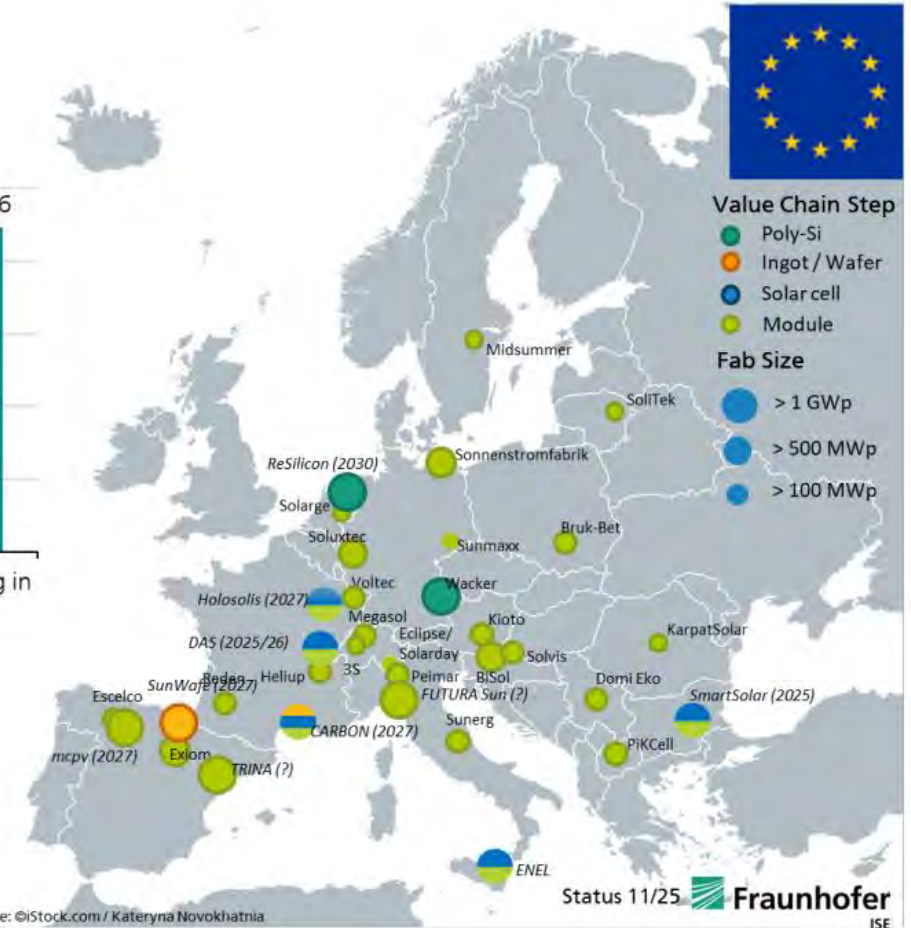 6
g in
Value Chain Step
Poly-Si
Ingot / Wafer
Solar cell
Module
Fab Size
> 1 GWp
> 500 MWp
> 100 MWp
Midsummer
SoliTek
Sonnenstromfabrik
ReSilicon (2030)
Solarge
Soluxtec
Bruk-Bet
Sunmaxx
Wacker
Voltec
Holosolis (2027)
Megasol
Kioto
KarpatSolar
DAS (2025/26)
Eclipse/
Solarday
Solvis
3S
Heliup
Peimar
BiSol
Domi Eko
SunWafe (2027)
Escelco
FUTURA Sun (?)
SmartSolar (2025)
Sunerg
CARBON (2027)
PiKCell
mcpv (2027)
Exiom
TRINA (?)
ENEL
Status 11/25
Fraunhofer
ISE
e: ©iStock.com / Kateryna Novokhatnia